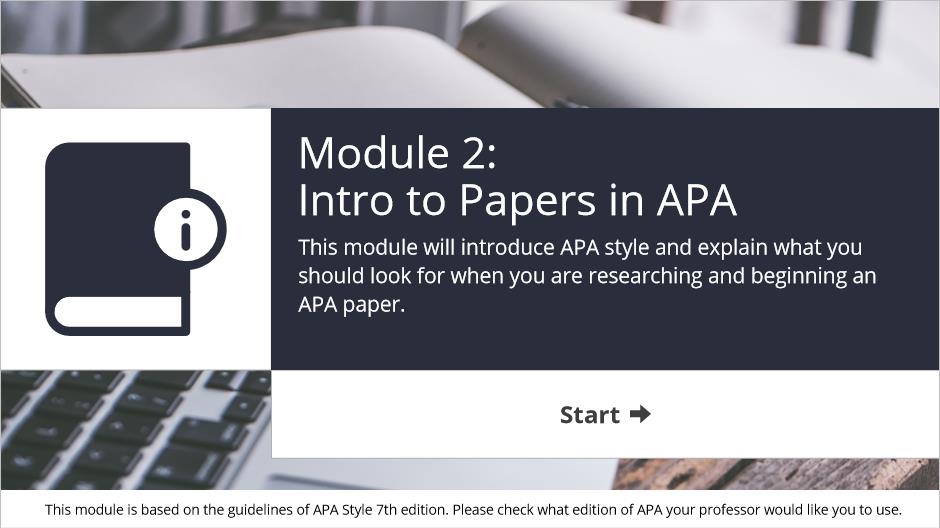 Module 2:
Intro to Papers in APA
This module will introduce APA style and explain what you
should look for when you are researching and beginning an
APA paper.
Start
This module is based on the guidelines of APA Style 7th edition. Please check what edition of APA your professor would like you to use.